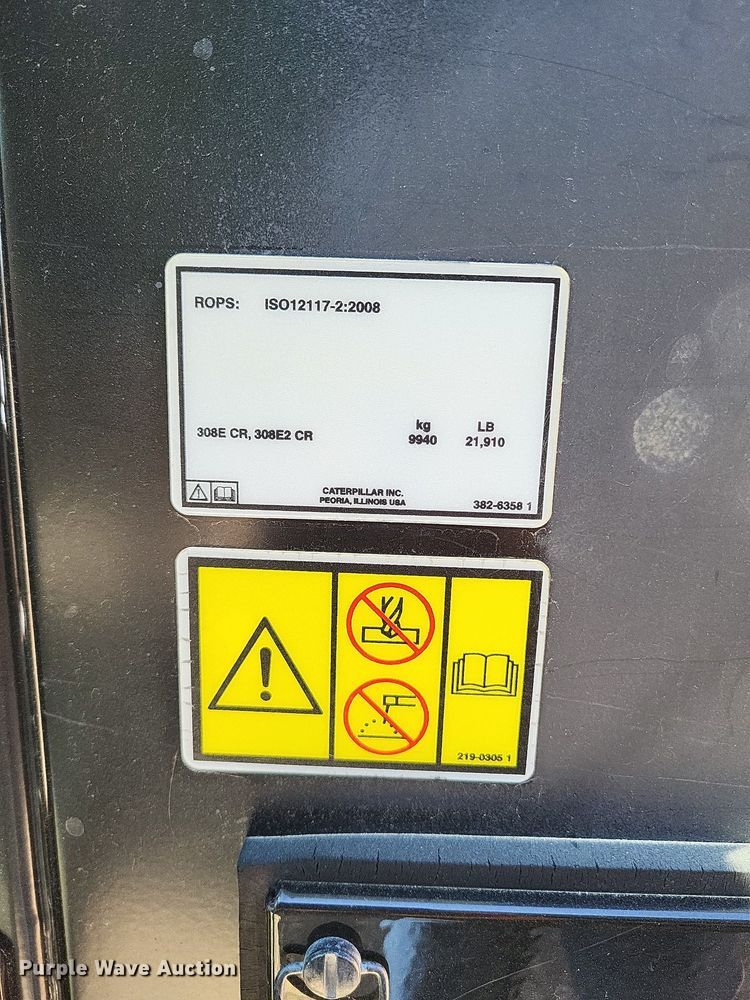 ROPS: ISO12117-2:2008
kg LB
308E CR, 308E2 CR 9940 21,910
CATERPILLAR INC.
PEORIA, ILLINOIS USA
382-6358 1
219-0305 1
Purple Wave Auction